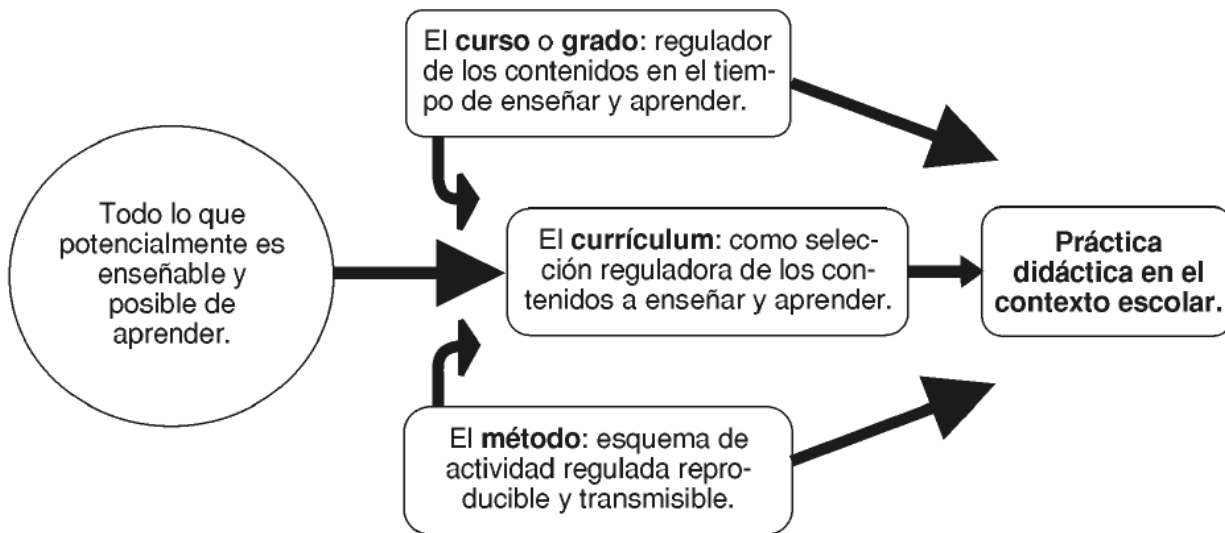 El curso o grado: regulador
de los contenidos en el tiem-
po de enseñar y aprender.
Todo lo que
potencialmente es
enseñable y
posible de
aprender.
El currículum: como selec-
ción reguladora de los con-
tenidos a enseñar y aprender.
Práctica
didáctica en el
contexto escolar.
El método: esquema de
actividad regulada repro-
ducible y transmisible.